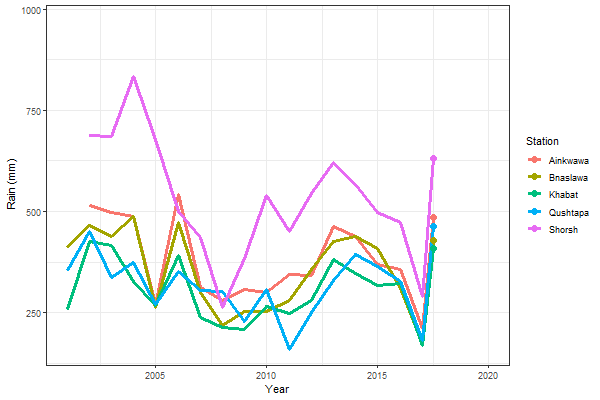 1000
750
500
250
Rain (mm)
2005
2010
2015
2020
Year
Station
Ainkwawa
Bnaslawa
Khabat
Qushtapa
Shorsh